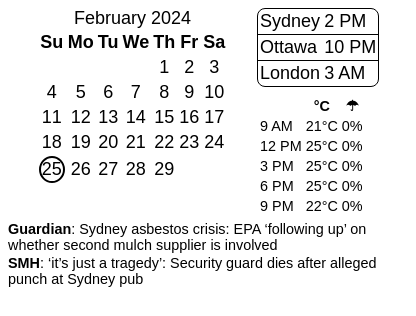 February 2024
Su Mo Tu We Th Fr Sa
1 2 3
4 5 6 7 8 9 10
11 12 13 14 15 16 17
18 19 20 21 22 23 24
25 26 27 28 29
Sydney 2 PM
Ottawa 10 PM
London 3 AM
°C ☂
9 AM 21°C 0%
12 PM 25°C 0%
3 PM 25°C 0%
6 PM 25°C 0%
9 PM 22°C 0%
Guardian: Sydney asbestos crisis: EPA ‘following up’ on
whether second mulch supplier is involved
SMH: ‘it’s just a tragedy’: Security guard dies after alleged
punch at Sydney pub